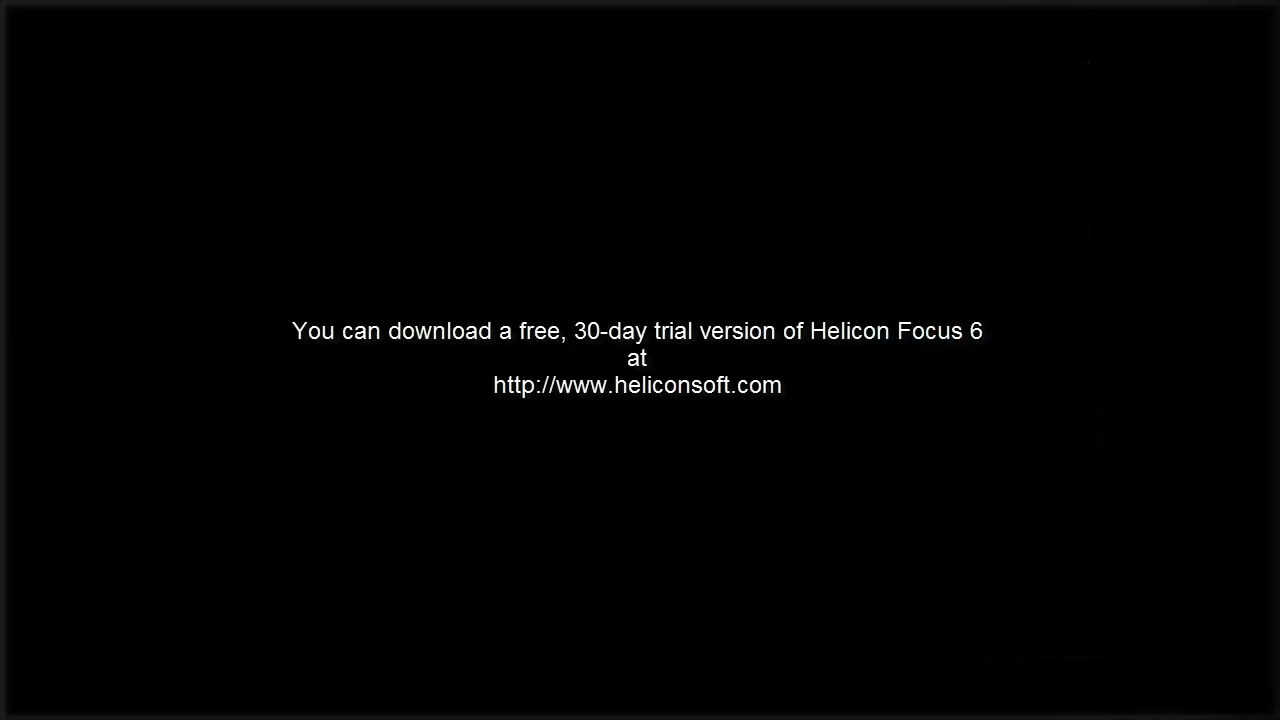 You can download a free, 30-day trial version of Helicon Focus 6
at
http://www.heliconsoft.com